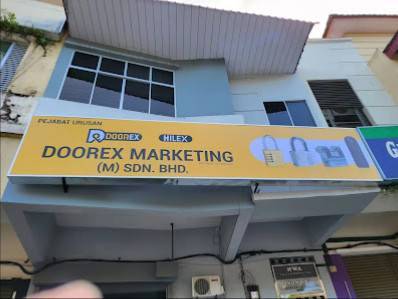 PEJABAT URUSAN
DOOREX HILEX
DOOREX MARKETING
(M) SDN. BHD.